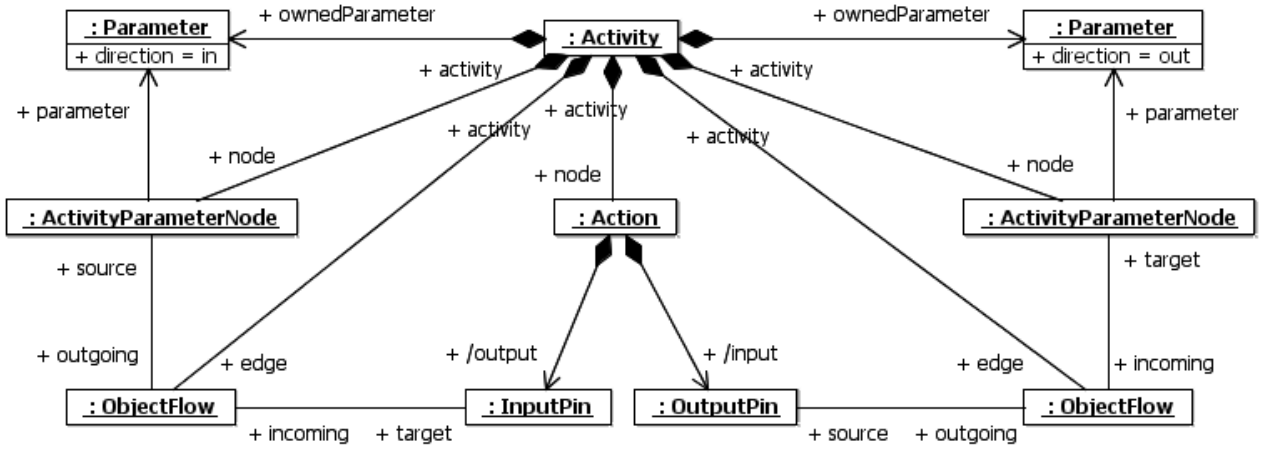 + ownedParameter
+ ownedParameter
: Parameter
: Activity
: Parameter
+ direction = in
+ direction = out
+ activity
+ activity
+ parameter
+ activity
+ activity
+ activity
+ parameter
+ node
+ node
+ node
: ActivityParameterNode
: Action
: ActivityParameterNode
+ source
+ target
+ outgoing
+ edge
+ /output
+ /input
+ edge
+ incoming
: ObjectFlow
: InputPin
: OutputPin
: ObjectFlow
+ incoming
+ target
+ source
+ outgoing